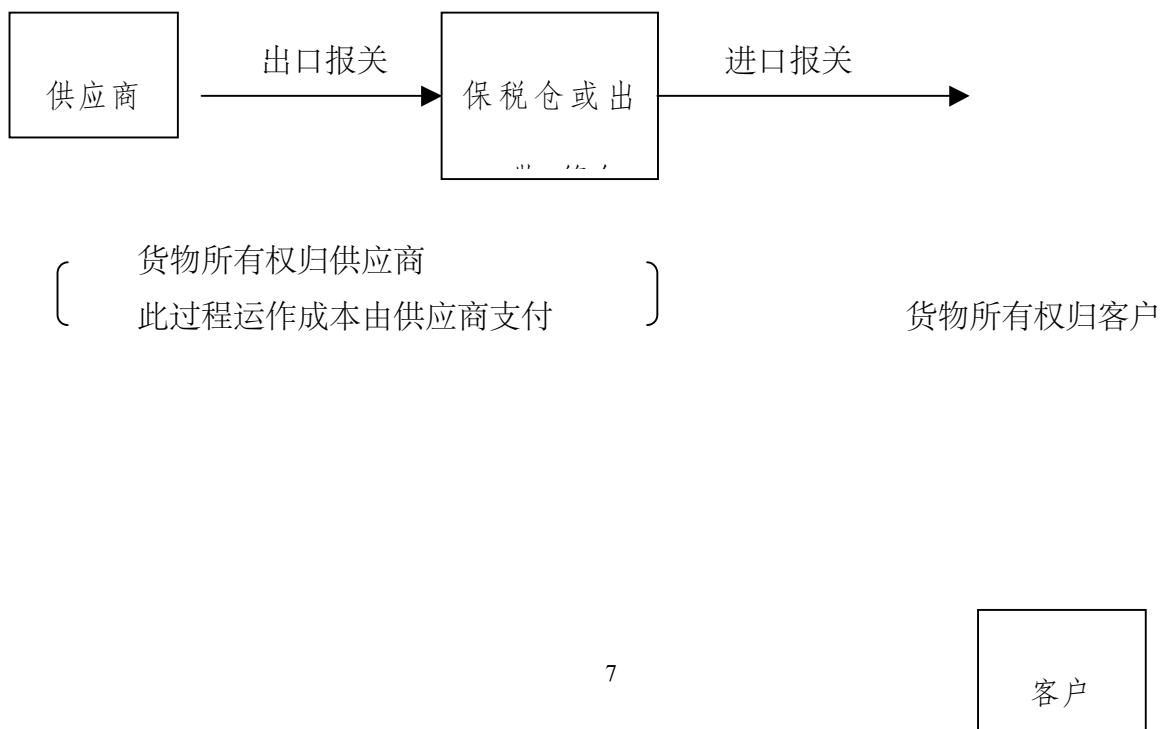 供应商
出口报关
保税仓或出
进口报关
货物所有权归供应商
此过程运作成本由供应商支付
货物所有权归客户
7
客户